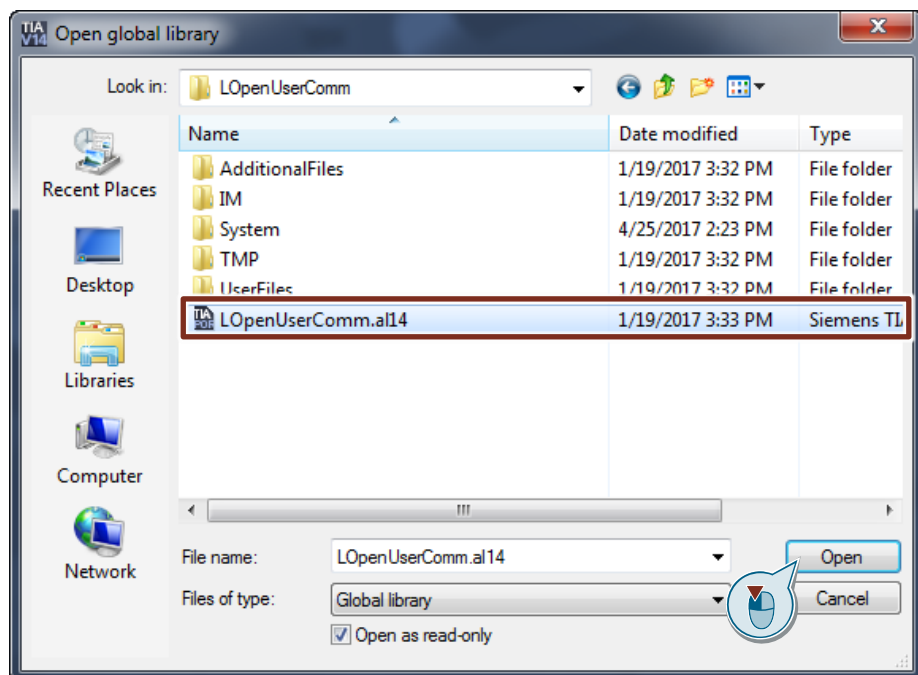 TIA V14 Open global library
Look in: LOpenUserComm
Name Date modified Type
AdditionalFiles 1/19/2017 3:32 PM File folder
IM 1/19/2017 3:32 PM File folder
System 4/25/2017 2:23 PM File folder
TMP 1/19/2017 3:32 PM File folder
UserFiles 1/19/2017 3:32 PM File folder
LOpenUserComm.al14 1/19/2017 3:33 PM Siemens TIA
Recent Places
Desktop
Libraries
Computer
Network
File name: LOpenUserComm.al14 Open
Files of type: Global library Cancel
Open as read-only